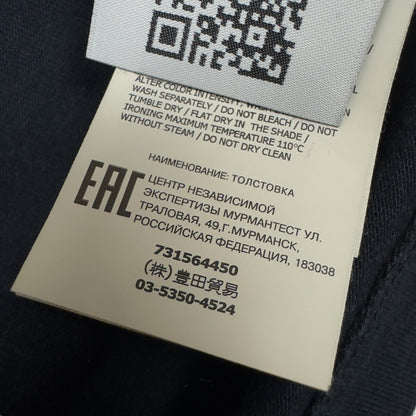 ALTER COLOR INTENSITY,
WASH SEPARATELY / DO NOT BLEACH / DO NOT
TUMBLE DRY / FLAT DRY IN THE SHADE /
IRONING MAXIMUM TEMPERATURE 110°C
WITHOUT STEAM / DO NOT DRY CLEAN
НАИМЕНОВАНИЕ: ТОЛСТОВКА
EAC
ЦЕНТР НЕЗАВИСИМОЙ
ЭКСПЕРТИЗЫ МУРМАНТЕСТ УЛ.
ТРАЛОВАЯ, 49,Г.МУРМАНСК,
РОССИЙСКАЯ ФЕДЕРАЦИЯ, 183038
731564450
(株)豊田貿易
03-5350-4524